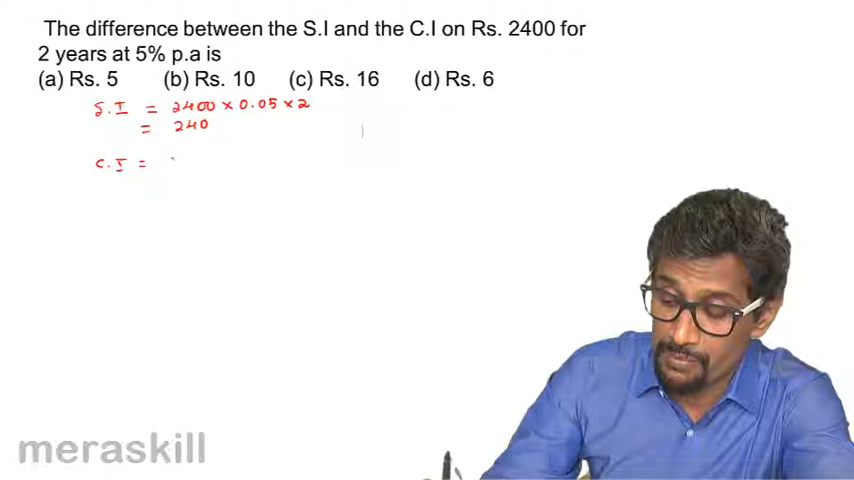 The difference between the S.I and the C.I on Rs. 2400 for
2 years at 5% p.a is
(a) Rs. 5 (b) Rs. 10 (c) Rs. 16 (d) Rs. 6
S.I = 2400 × 0.05 × 2
= 240
C.I =
meraskill